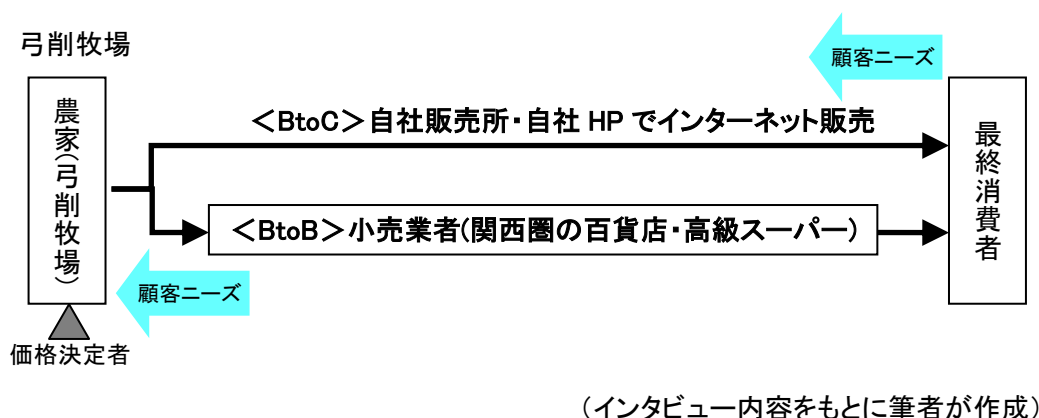 弓削牧場
顧客ニーズ
農家(弓削牧場)
<BtoC>自社販売所・自社 HP でインターネット販売
<BtoB>小売業者(関西圏の百貨店・高級スーパー)
最終消費者
顧客ニーズ
価格決定者
(インタビュー内容をもとに筆者が作成)